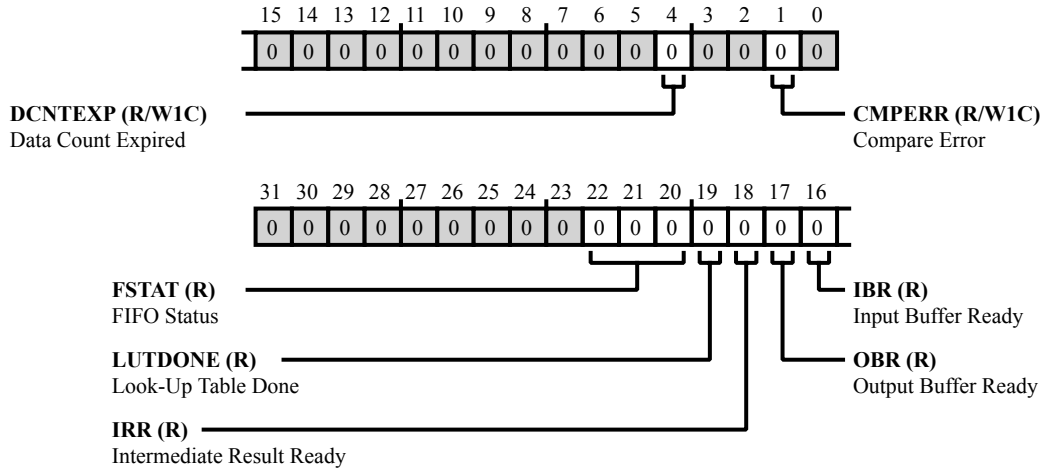 15 14 13 12 11 10 9 8 7 6 5 4 3 2 1 0
0 0 0 0 0 0 0 0 0 0 0 0 0 0 0 0
DCNTEXP (R/W1C)
Data Count Expired
CMPERR (R/W1C)
Compare Error
31 30 29 28 27 26 25 24 23 22 21 20 19 18 17 16
0 0 0 0 0 0 0 0 0 0 0 0 0 0 0 0
FSTAT (R)
FIFO Status
IBR (R)
Input Buffer Ready
LUTDONE (R)
Look-Up Table Done
OBR (R)
Output Buffer Ready
IRR (R)
Intermediate Result Ready